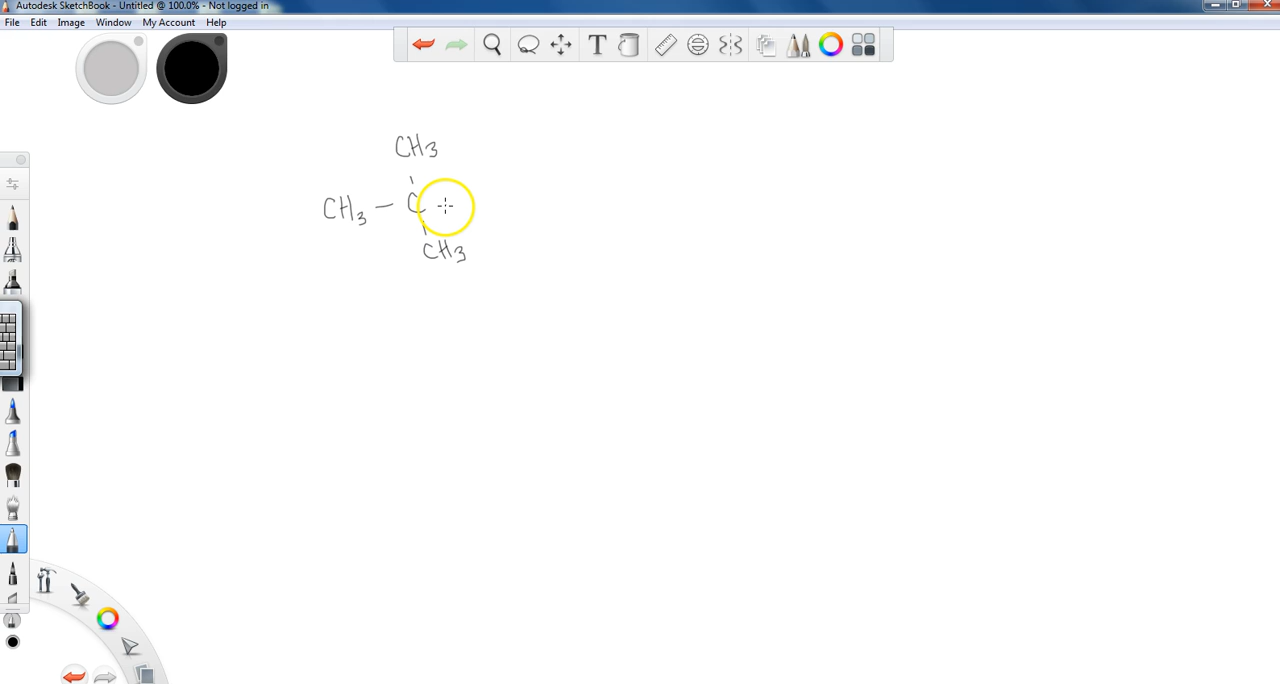 Autodesk SketchBook - Untitled @ 100.0% - Not logged in
File Edit Image Window My Account Help
T
CH3
CH3 — C
CH3